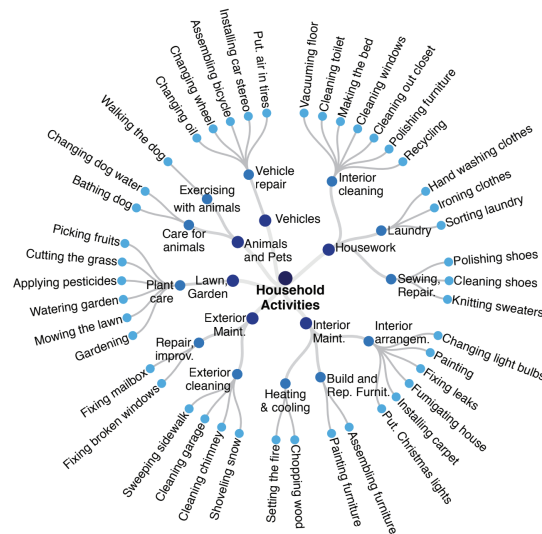 Household
Activities
Vehicles
Vehicle
repair
Changing oil
Changing wheel
Assembling bicycle
Installing car stereo
Put. air in tires
Housework
Interior
cleaning
Vacuuming floor
Cleaning toilet
Making the bed
Cleaning windows
Cleaning out closet
Polishing furniture
Recycling
Laundry
Hand washing clothes
Ironing clothes
Sorting laundry
Sewing,
Repair.
Polishing shoes
Cleaning shoes
Knitting sweaters
Interior
Maint.
Interior
arrangem.
Changing light bulbs
Painting
Fixing leaks
Fumigating house
Installing carpet
Put. Christmas lights
Build and
Rep. Furnit.
Assembling furniture
Painting furniture
Heating
& cooling
Chopping wood
Setting the fire
Exterior
Maint.
Exterior
cleaning
Shoveling snow
Cleaning chimney
Cleaning garage
Sweeping sidewalk
Repair,
improv.
Fixing broken windows
Fixing mailbox
Lawn,
Garden
Plant
care
Gardening
Mowing the lawn
Watering garden
Applying pesticides
Cutting the grass
Picking fruits
Animals
and Pets
Care for
animals
Bathing dog
Changing dog water
Exercising
with animals
Walking the dog